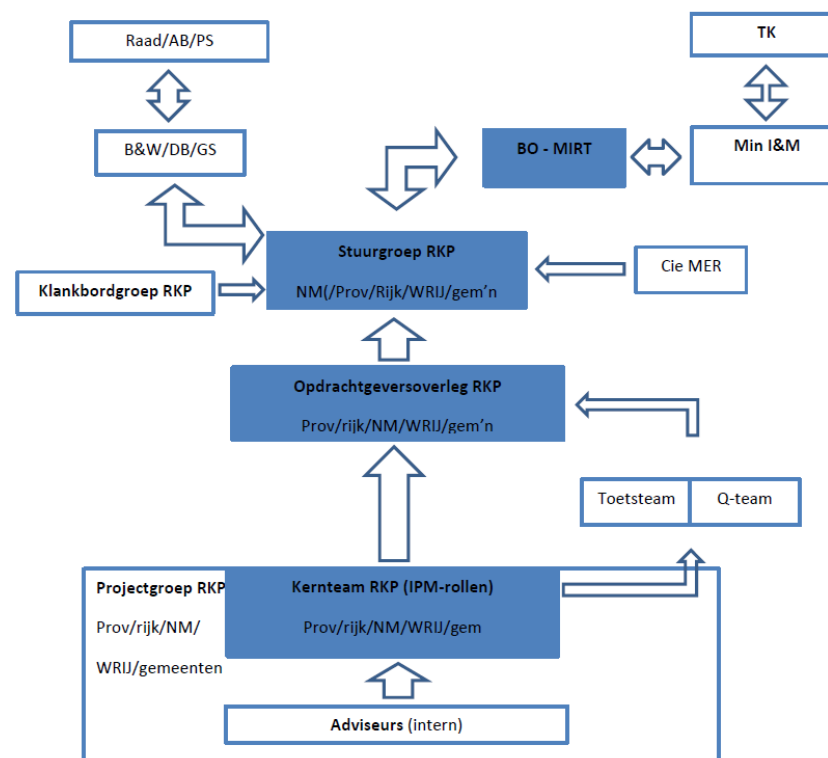 Raad/AB/PS
TK
B&W/DB/GS
BO - MIRT
Min I&M
Stuurgroep RKP
NM(/Prov/Rijk/WRIJ/gem’n
Cie MER
Klankbordgroep RKP
Opdrachtgeversoverleg RKP
Prov/rijk/NM/WRIJ/gem’n
Toetsteam
Q-team
Projectgroep RKP
Prov/rijk/NM/
WRIJ/gemeenten
Kernteam RKP (IPM-rollen)
Prov/rijk/NM/WRIJ/gem
Adviseurs (intern)